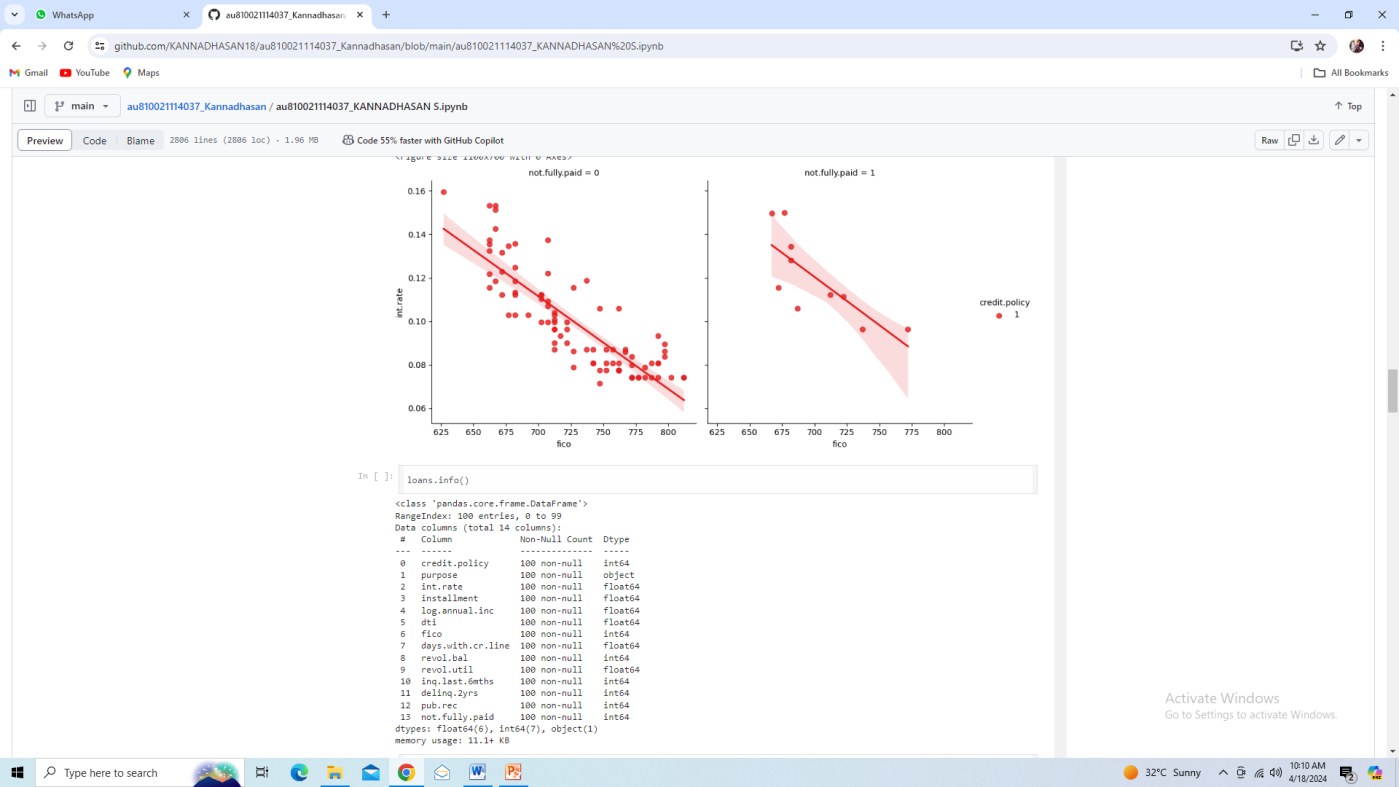 WhatsApp
au810021114037_Kannadhasan
github.com/KANNADHASAN18/au810021114037_Kannadhasan/blob/main/au810021114037_KANNADHASAN%20S.ipynb
Gmail YouTube Maps All Bookmarks
main au810021114037_Kannadhasan / au810021114037_KANNADHASAN S.ipynb Top
Preview Code Blame 2806 lines (2806 loc) · 1.96 MB Code 55% faster with GitHub Copilot Raw
<Figure size 1100x700 with 0 Axes>
not.fully.paid = 0 not.fully.paid = 1
0.16
0.14
0.12
0.10
0.08
0.06
int.rate
credit.policy
1
625 650 675 700 725 750 775 800 625 650 675 700 725 750 775 800
fico fico
In [ ]: loans.info()
<class 'pandas.core.frame.DataFrame'>
RangeIndex: 100 entries, 0 to 99
Data columns (total 14 columns):
# Column Non-Null Count Dtype
--- ------ -------------- -----
0 credit.policy 100 non-null int64
1 purpose 100 non-null object
2 int.rate 100 non-null float64
3 installment 100 non-null float64
4 log.annual.inc 100 non-null float64
5 dti 100 non-null float64
6 fico 100 non-null int64
7 days.with.cr.line 100 non-null float64
8 revol.bal 100 non-null int64
9 revol.util 100 non-null float64
10 inq.last.6mths 100 non-null int64
11 delinq.2yrs 100 non-null int64
12 pub.rec 100 non-null int64
13 not.fully.paid 100 non-null int64
dtypes: float64(6), int64(7), object(1)
memory usage: 11.1+ KB
Activate Windows
Go to Settings to activate Windows.
Type here to search
32°C Sunny
10:10 AM
4/18/2024
2